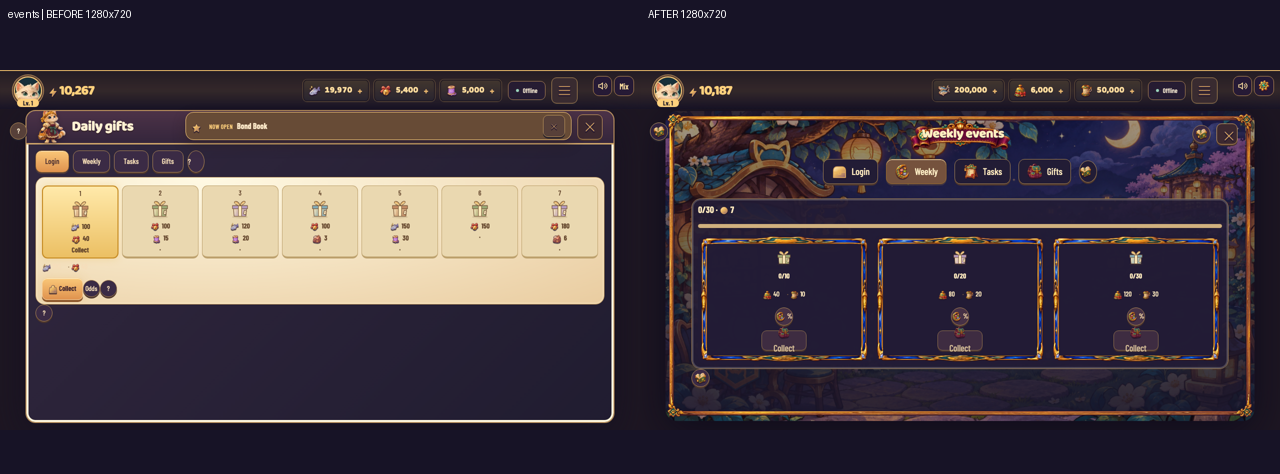 events | BEFORE 1280x720
10,267
Lv. 1
19,970 +
5,400 +
5,000 +
Offline
Mix
?
Daily gifts
NOW OPEN Bond Book
Login
Weekly
Tasks
Gifts
?
1
100
40
Collect
2
100
15
3
120
20
4
100
3
5
150
30
6
150
7
180
6
Collect
Odds
?
?
AFTER 1280x720
10,187
Lv. 1
200,000 +
6,000 +
50,000 +
Offline
Weekly events
Login
Weekly
Tasks
Gifts
0/30 · 7
0/10
40 · 10
%
Collect
0/20
80 · 20
%
Collect
0/30
120 · 30
%
Collect